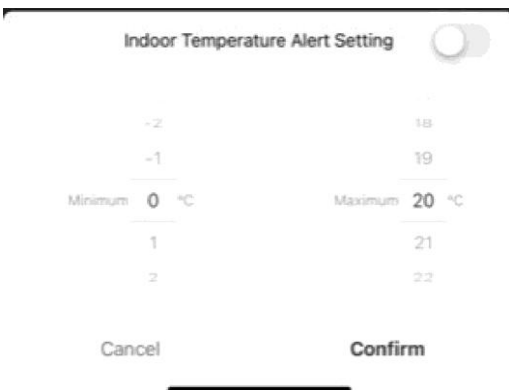 Indoor Temperature Alert Setting
-2 18
-1 19
Minimum 0 °C Maximum 20 °C
1 21
2 22
Cancel Confirm